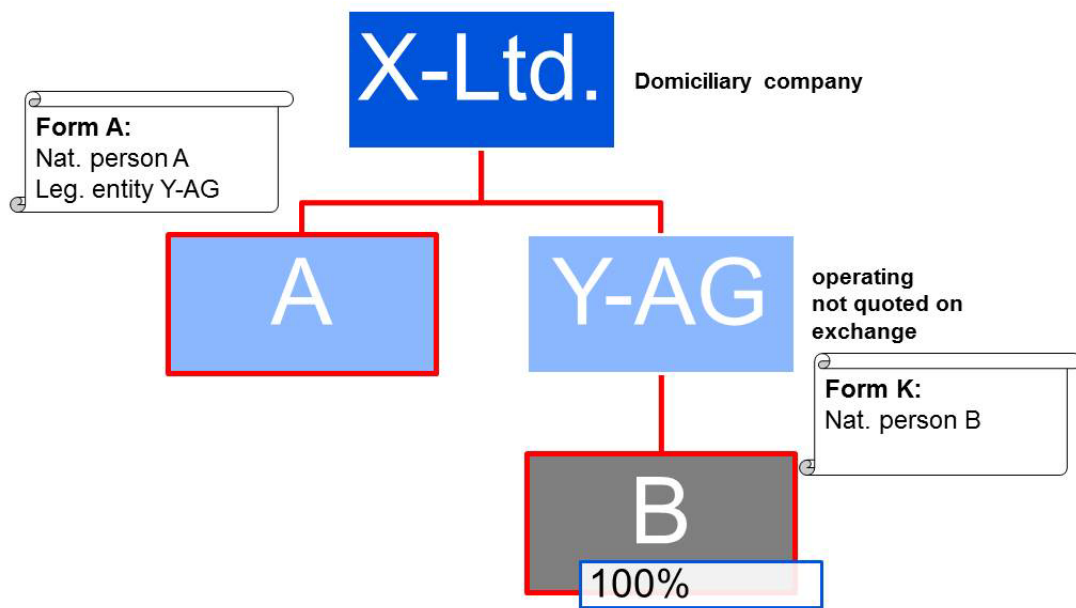 X-Ltd.
Domiciliary company
Form A:
Nat. person A
Leg. entity Y-AG
A
Y-AG
operating
not quoted on
exchange
Form K:
Nat. person B
B
100%